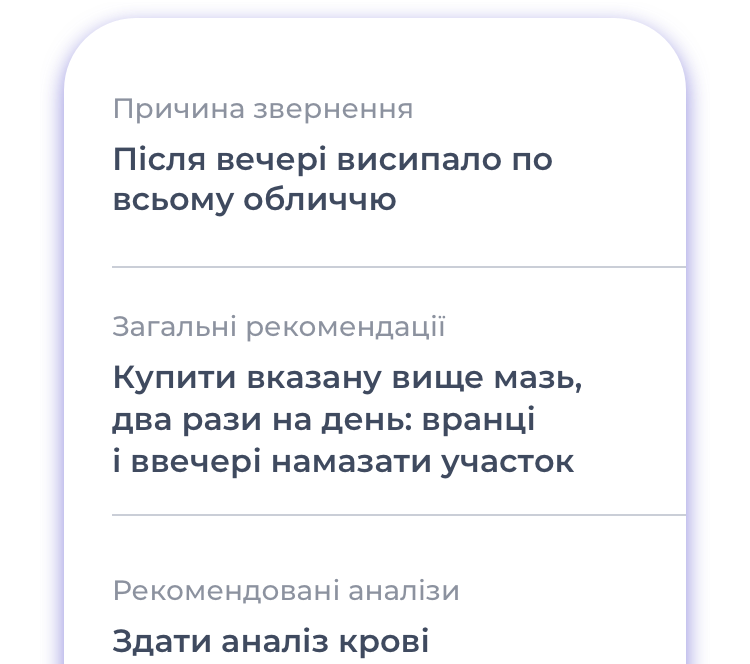 Причина звернення
Після вечері висипало по
всьому обличчю
Загальні рекомендації
Купити вказану вище мазь,
два рази на день: вранці
і ввечері намазати участок
Рекомендовані аналізи
Здати аналіз крові